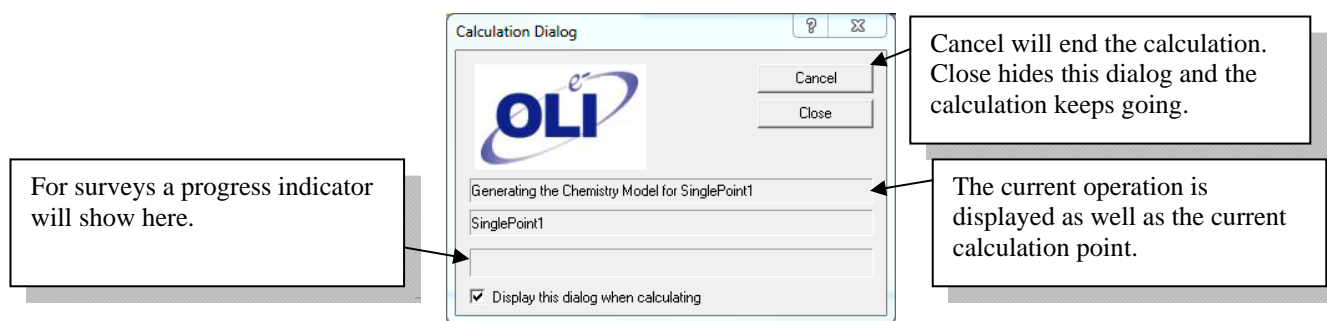 Calculation Dialog
Cancel
Close
e-
OLI
Generating the Chemistry Model for SinglePoint1
SinglePoint1
Display this dialog when calculating
Cancel will end the calculation.
Close hides this dialog and the
calculation keeps going.
For surveys a progress indicator
will show here.
The current operation is
displayed as well as the current
calculation point.